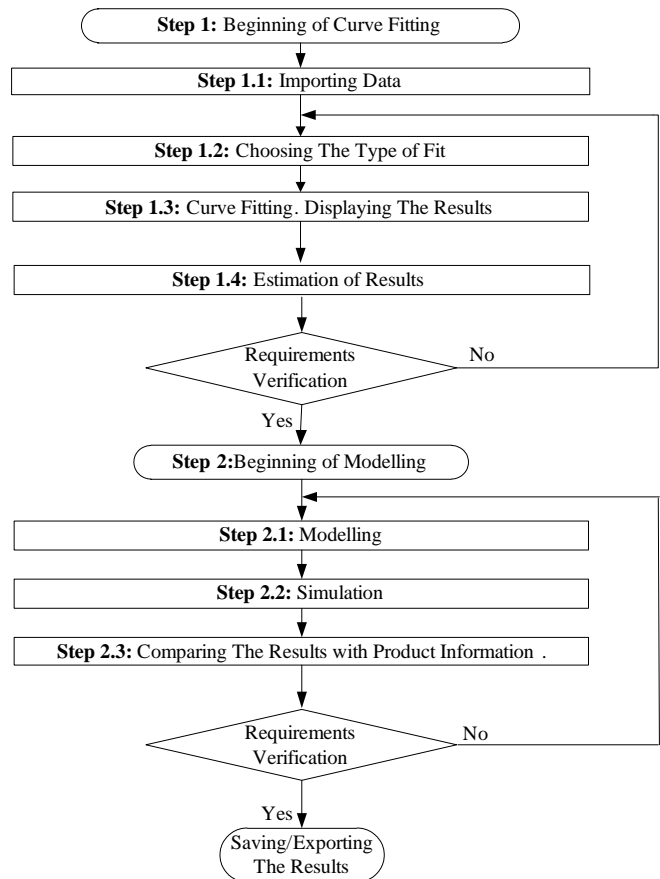 Step 1: Beginning of Curve Fitting
Step 1.1: Importing Data
Step 1.2: Choosing The Type of Fit
Step 1.3: Curve Fitting. Displaying The Results
Step 1.4: Estimation of Results
Requirements
Verification
No
Yes
Step 2:Beginning of Modelling
Step 2.1: Modelling
Step 2.2: Simulation
Step 2.3: Comparing The Results with Product Information .
Requirements
Verification
No
Yes
Saving/Exporting
The Results